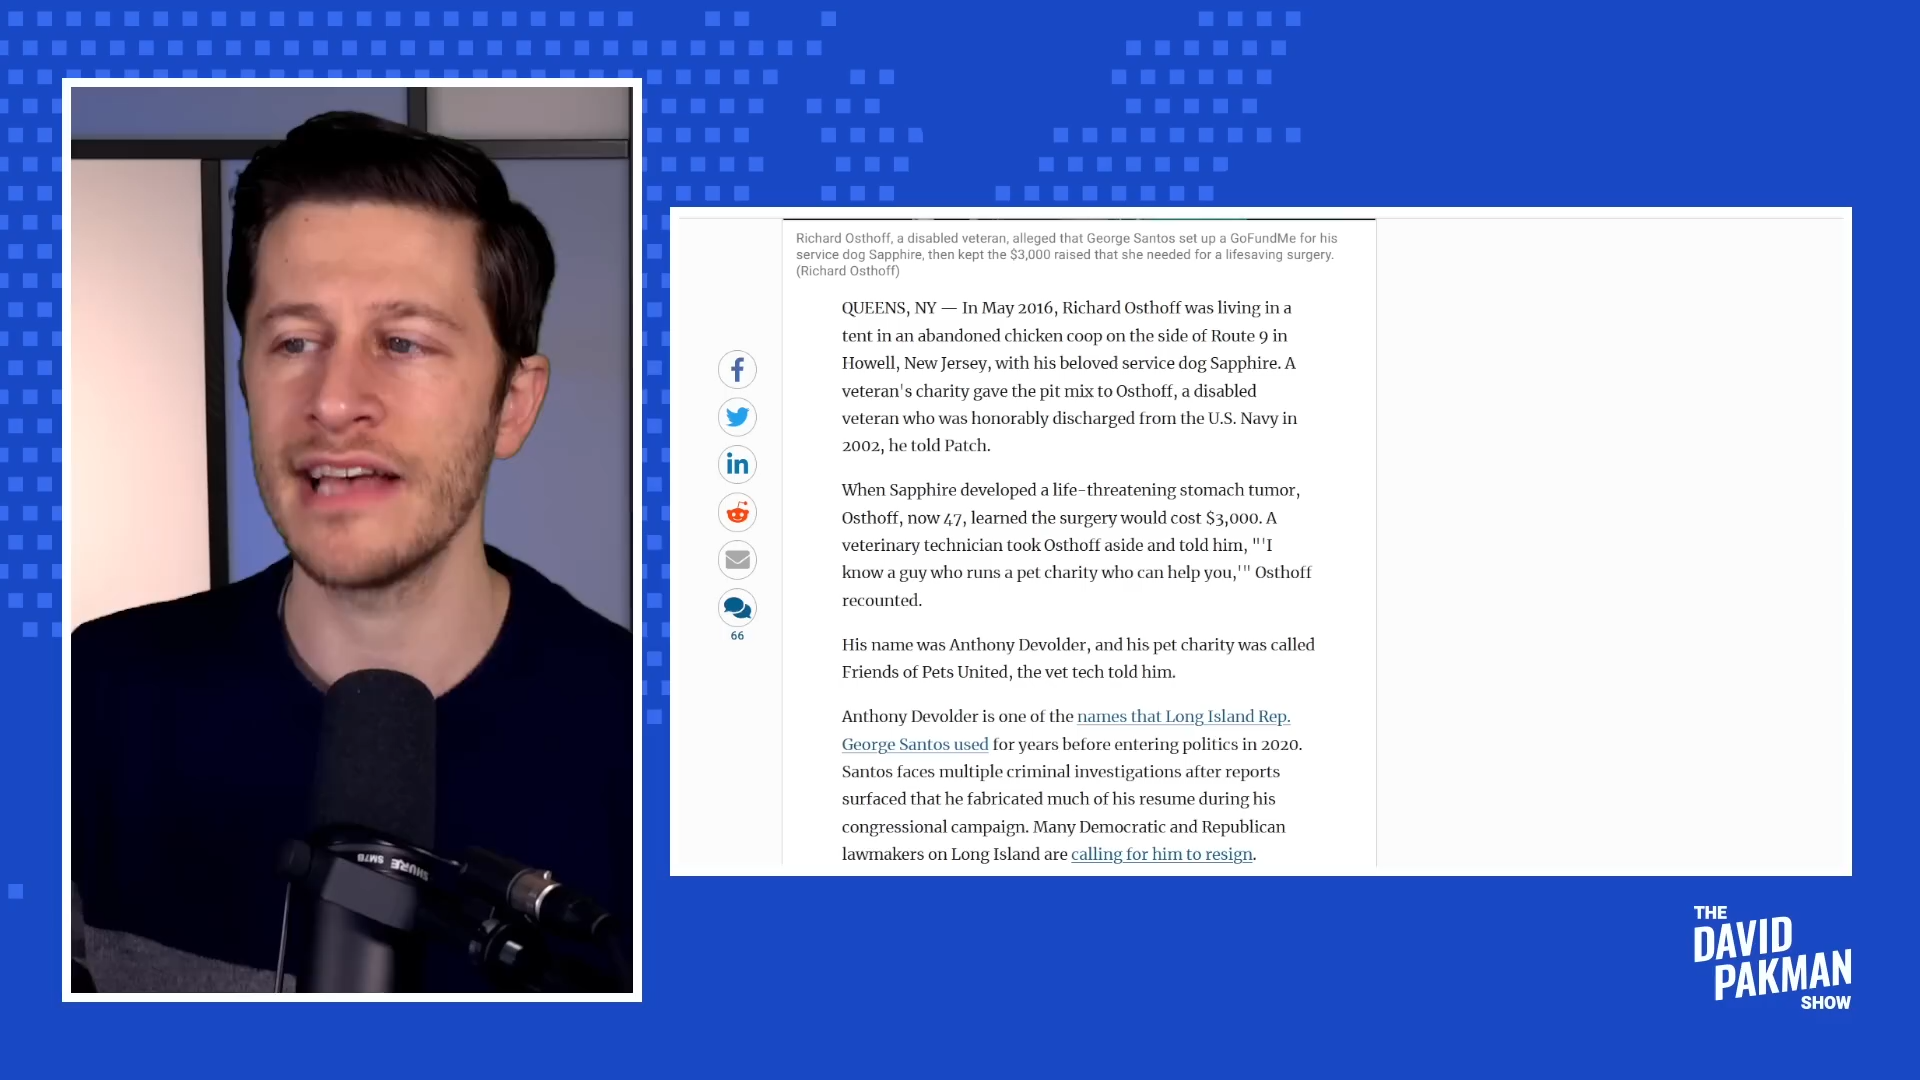 Richard Osthoff, a disabled veteran, alleged that George Santos set up a GoFundMe for his
service dog Sapphire, then kept the $3,000 raised that she needed for a lifesaving surgery.
(Richard Osthoff)
QUEENS, NY — In May 2016, Richard Osthoff was living in a
tent in an abandoned chicken coop on the side of Route 9 in
Howell, New Jersey, with his beloved service dog Sapphire. A
veteran's charity gave the pit mix to Osthoff, a disabled
veteran who was honorably discharged from the U.S. Navy in
2002, he told Patch.
When Sapphire developed a life-threatening stomach tumor,
Osthoff, now 47, learned the surgery would cost $3,000. A
veterinary technician took Osthoff aside and told him, "'I
know a guy who runs a pet charity who can help you,'" Osthoff
recounted.
His name was Anthony Devolder, and his pet charity was called
Friends of Pets United, the vet tech told him.
Anthony Devolder is one of the names that Long Island Rep.
George Santos used for years before entering politics in 2020.
Santos faces multiple criminal investigations after reports
surfaced that he fabricated much of his resume during his
congressional campaign. Many Democratic and Republican
lawmakers on Long Island are calling for him to resign.
66
SHURE SM7B
THE
DAVID
PAKMAN
SHOW